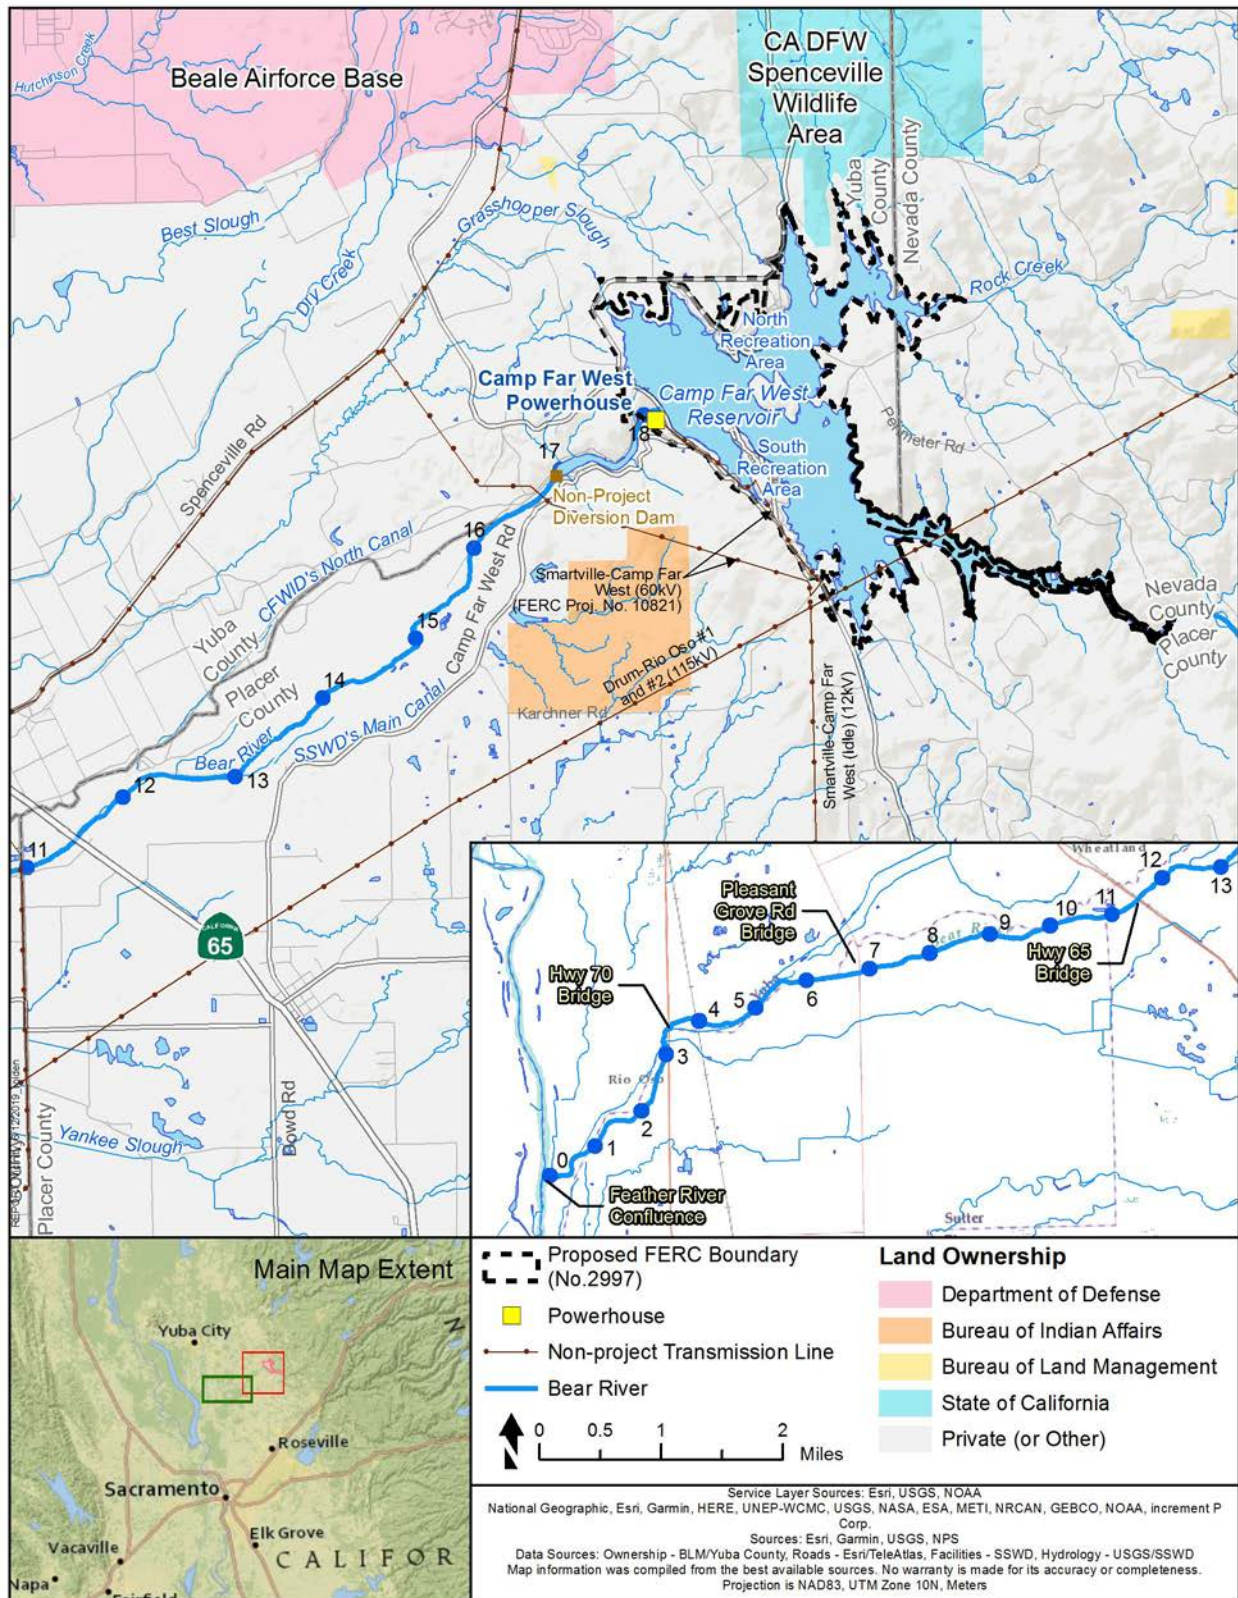 Beale Airforce Base
CA DFW
Spenceville
Wildlife
Area
Hutchinson Creek
Yuba
County
Nevada County
Best Slough
Grasshopper Slough
Dry Creek
Rock Creek
North
Recreation
Area
Camp Far West
Powerhouse
Camp Far West
Reservoir
18
Perimeter Rd
17
South
Recreation
Area
Spenceville Rd
Non-Project
Diversion Dam
16
CFWID's North Canal
Camp Far West Rd
Smartville-Camp Far
West (60kV)
(FERC Proj. No. 10821)
Nevada
County
Placer
County
15
Yuba
County
Placer
County
14
Drum-Rio Oso #1
and #2 (115kV)
Karchner Rd
SSWD's Main Canal
Smartville-Camp Far
West (Idle) (12kV)
Bear River
13
12
11
CALIFORNIA
65
Dowd Rd
Yankee Slough
Placer County
Wheatland
12
13
Pleasant
Grove Rd
Bridge
11
10
9
8
7
Hwy 65
Bridge
Hwy 70
Bridge
6
5
4
3
Rio Oso
2
1
0
Feather River
Confluence
Sutter
Main Map Extent
Yuba City
Roseville
Sacramento
Elk Grove
Vacaville
CALIFOR
Napa
Fairfield
Proposed FERC Boundary
(No.2997)
Powerhouse
Non-project Transmission Line
Bear River
N
0 0.5 1 2
Miles
Land Ownership
Department of Defense
Bureau of Indian Affairs
Bureau of Land Management
State of California
Private (or Other)
Service Layer Sources: Esri, USGS, NOAA
National Geographic, Esri, Garmin, HERE, UNEP-WCMC, USGS, NASA, ESA, METI, NRCAN, GEBCO, NOAA, increment P
Corp.
Sources: Esri, Garmin, USGS, NPS
Data Sources: Ownership - BLM/Yuba County, Roads - Esri/TeleAtlas, Facilities - SSWD, Hydrology - USGS/SSWD
Map information was compiled from the best available sources. No warranty is made for its accuracy or completeness.
Projection is NAD83, UTM Zone 10N, Meters